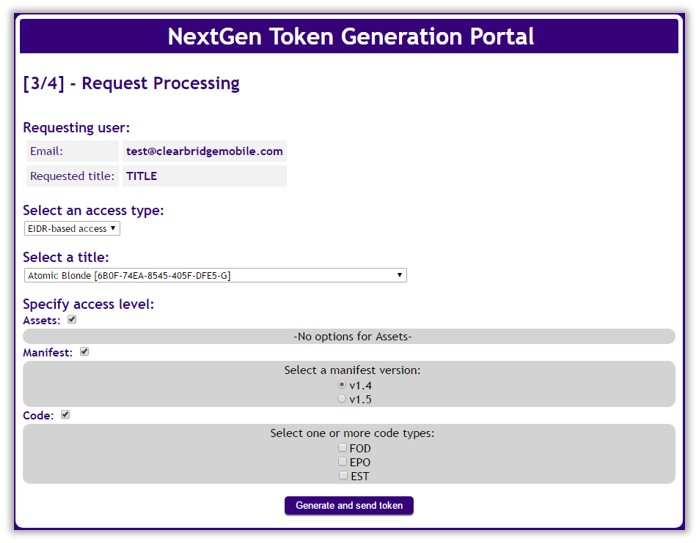 NextGen Token Generation Portal
[3/4] - Request Processing
Requesting user:
Email: test@clearbridgemobile.com
Requested title: TITLE
Select an access type:
EIDR-based access
Select a title:
Atomic Blonde [6B0F-74EA-8545-405F-DFE5-G]
Specify access level:
Assets:
-No options for Assets-
Manifest:
Select a manifest version:
v1.4
v1.5
Code:
Select one or more code types:
FOD
EPO
EST
Generate and send token